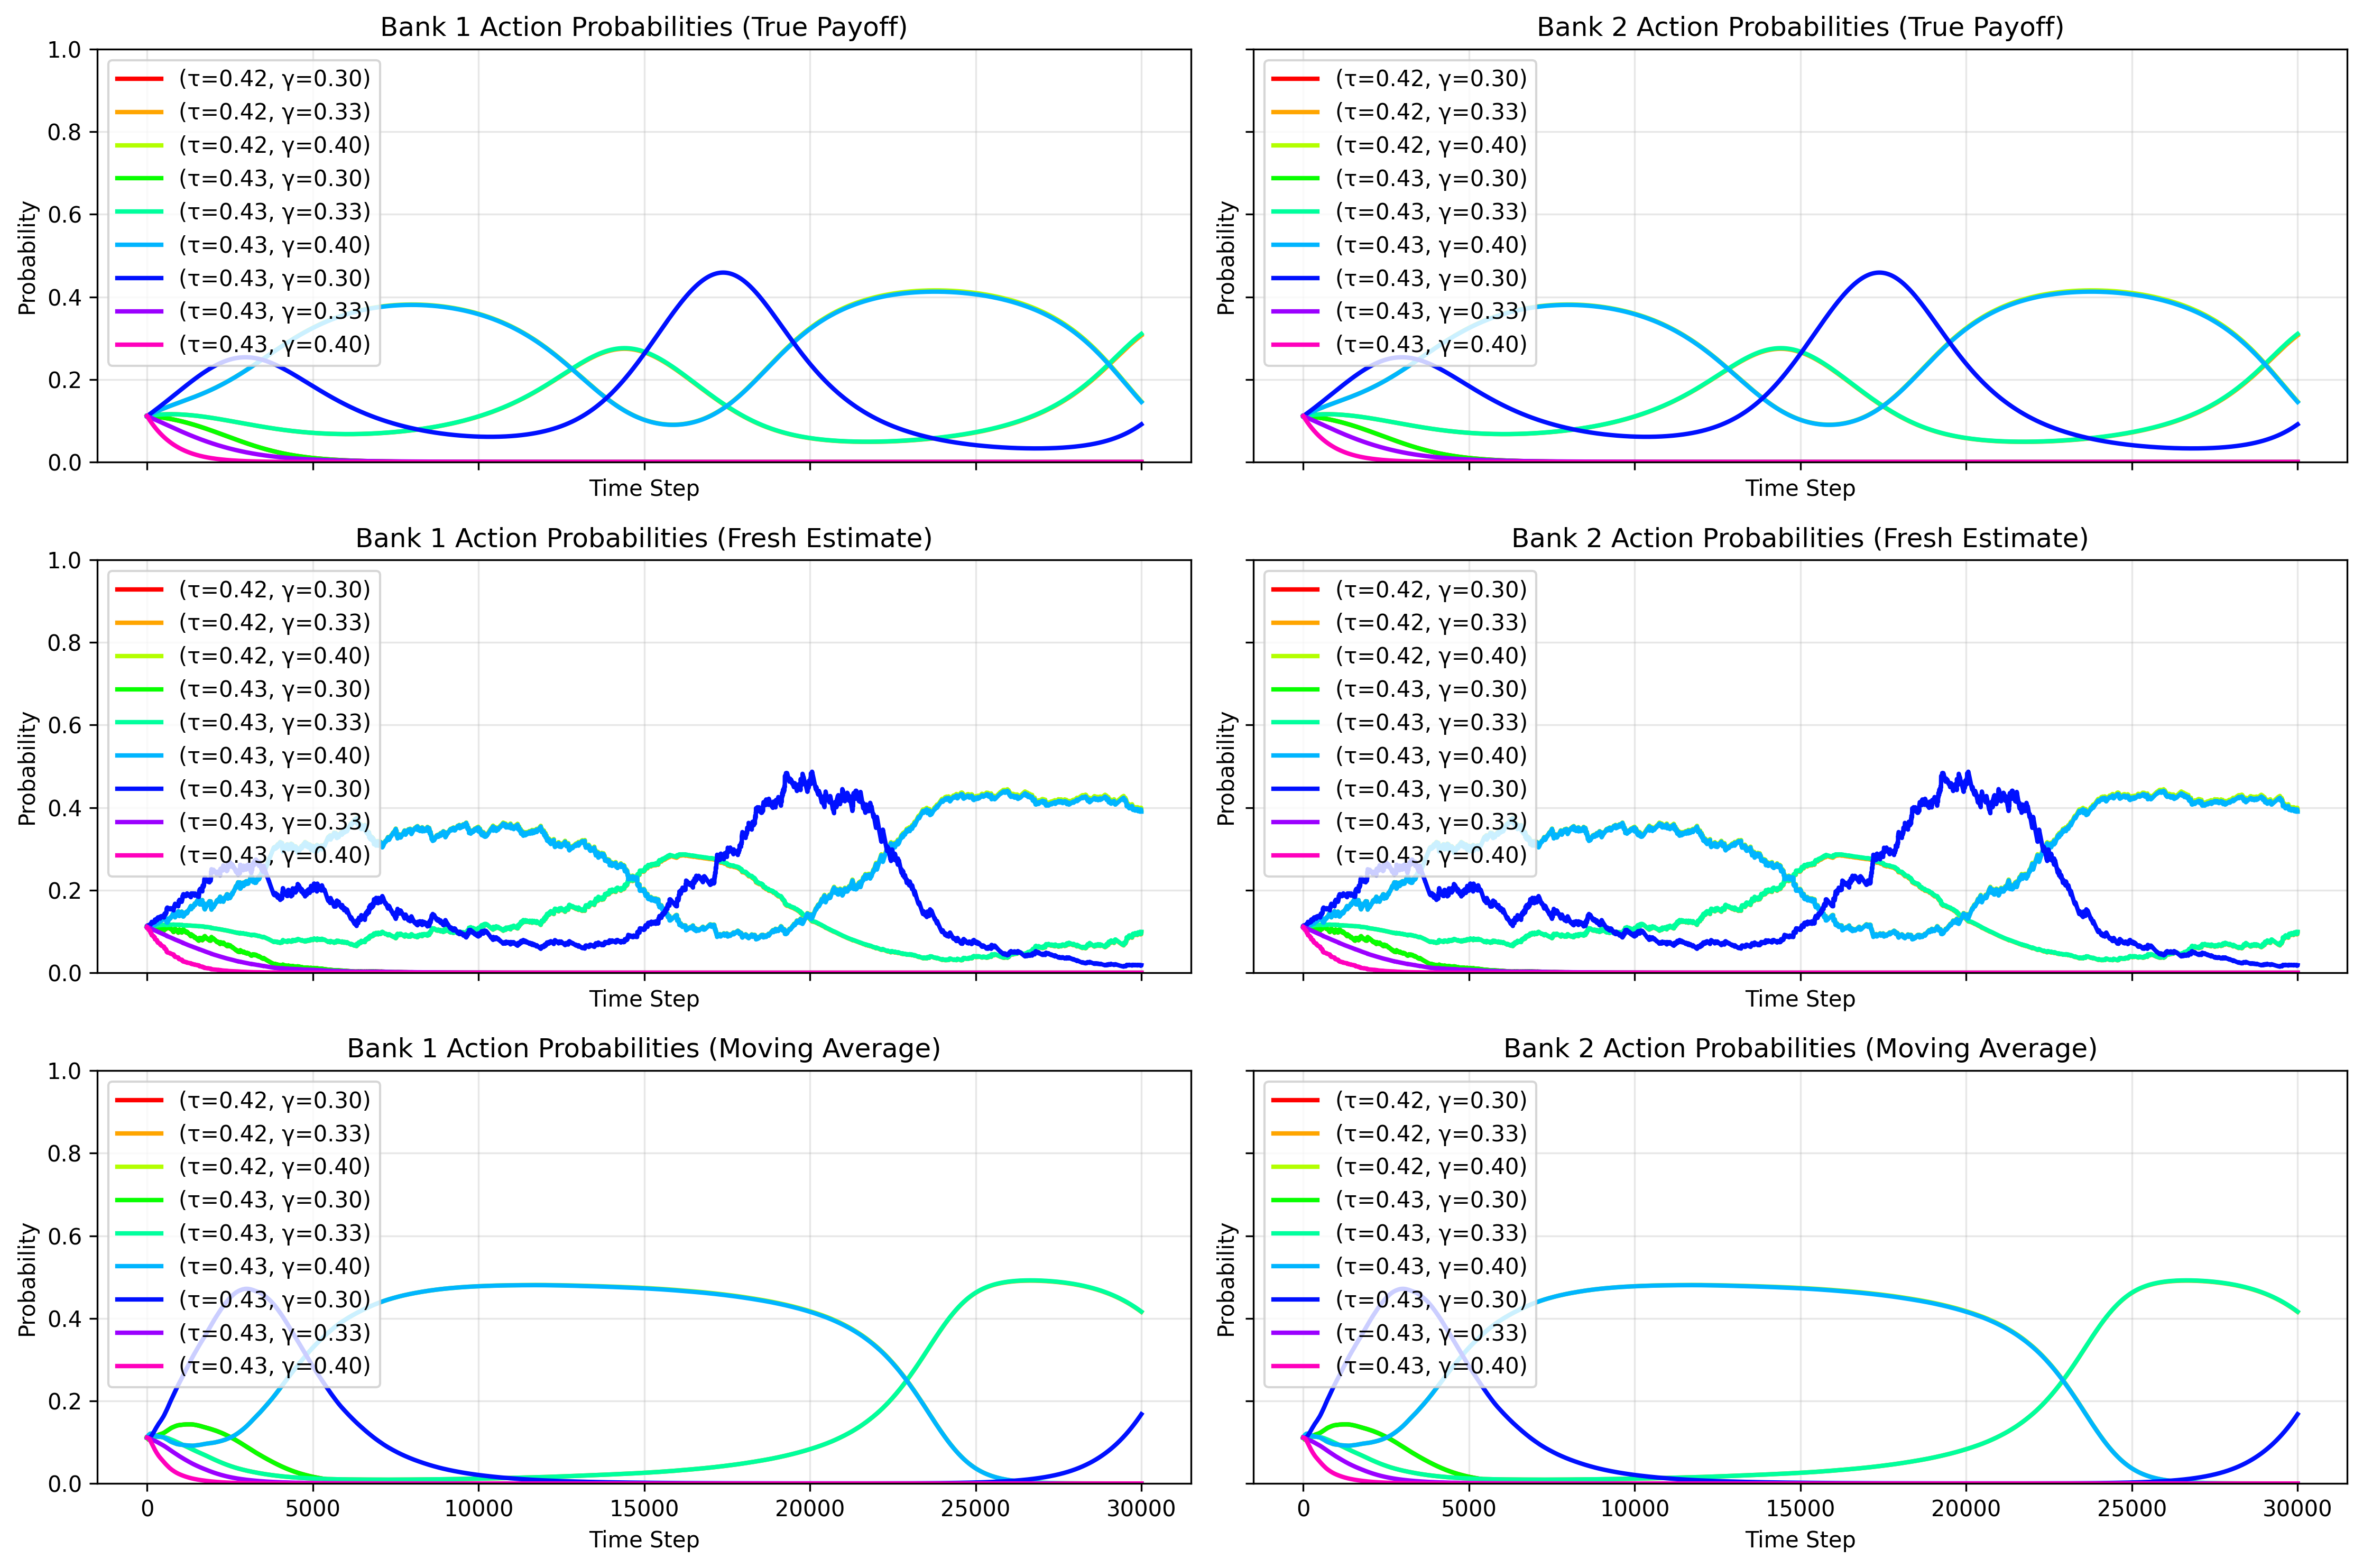 Bank 1 Action Probabilities (True Payoff)
1.0
0.8
0.6
0.4
0.2
0.0
Probability
(τ=0.42, γ=0.30)
(τ=0.42, γ=0.33)
(τ=0.42, γ=0.40)
(τ=0.43, γ=0.30)
(τ=0.43, γ=0.33)
(τ=0.43, γ=0.40)
(τ=0.43, γ=0.30)
(τ=0.43, γ=0.33)
(τ=0.43, γ=0.40)
Time Step
Bank 2 Action Probabilities (True Payoff)
Probability
(τ=0.42, γ=0.30)
(τ=0.42, γ=0.33)
(τ=0.42, γ=0.40)
(τ=0.43, γ=0.30)
(τ=0.43, γ=0.33)
(τ=0.43, γ=0.40)
(τ=0.43, γ=0.30)
(τ=0.43, γ=0.33)
(τ=0.43, γ=0.40)
Time Step
Bank 1 Action Probabilities (Fresh Estimate)
1.0
0.8
0.6
0.4
0.2
0.0
Probability
(τ=0.42, γ=0.30)
(τ=0.42, γ=0.33)
(τ=0.42, γ=0.40)
(τ=0.43, γ=0.30)
(τ=0.43, γ=0.33)
(τ=0.43, γ=0.40)
(τ=0.43, γ=0.30)
(τ=0.43, γ=0.33)
(τ=0.43, γ=0.40)
Time Step
Bank 2 Action Probabilities (Fresh Estimate)
Probability
(τ=0.42, γ=0.30)
(τ=0.42, γ=0.33)
(τ=0.42, γ=0.40)
(τ=0.43, γ=0.30)
(τ=0.43, γ=0.33)
(τ=0.43, γ=0.40)
(τ=0.43, γ=0.30)
(τ=0.43, γ=0.33)
(τ=0.43, γ=0.40)
Time Step
Bank 1 Action Probabilities (Moving Average)
1.0
0.8
0.6
0.4
0.2
0.0
Probability
(τ=0.42, γ=0.30)
(τ=0.42, γ=0.33)
(τ=0.42, γ=0.40)
(τ=0.43, γ=0.30)
(τ=0.43, γ=0.33)
(τ=0.43, γ=0.40)
(τ=0.43, γ=0.30)
(τ=0.43, γ=0.33)
(τ=0.43, γ=0.40)
0 5000 10000 15000 20000 25000 30000
Time Step
Bank 2 Action Probabilities (Moving Average)
Probability
(τ=0.42, γ=0.30)
(τ=0.42, γ=0.33)
(τ=0.42, γ=0.40)
(τ=0.43, γ=0.30)
(τ=0.43, γ=0.33)
(τ=0.43, γ=0.40)
(τ=0.43, γ=0.30)
(τ=0.43, γ=0.33)
(τ=0.43, γ=0.40)
0 5000 10000 15000 20000 25000 30000
Time Step